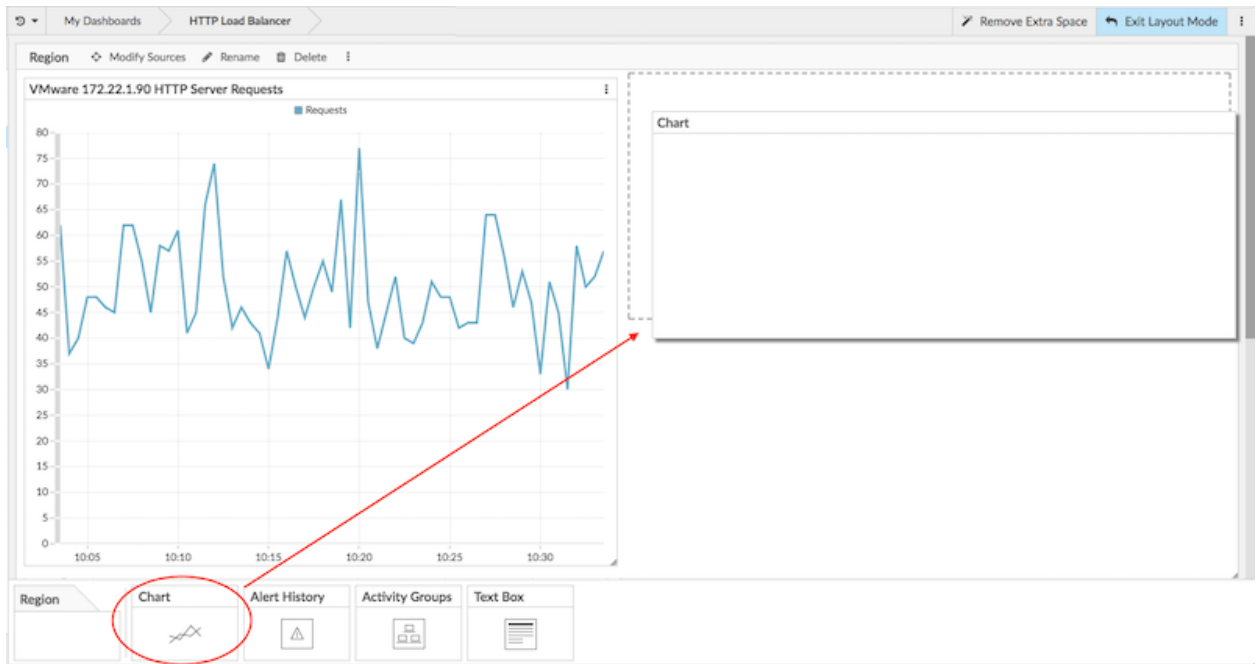 My Dashboards HTTP Load Balancer Remove Extra Space Exit Layout Mode
Region Modify Sources Rename Delete
VMware 172.22.1.90 HTTP Server Requests
Requests
Chart
80
75
70
65
60
55
50
45
40
35
30
25
20
15
10
5
0
10:05 10:10 10:15 10:20 10:25 10:30
Region Chart Alert History Activity Groups Text Box